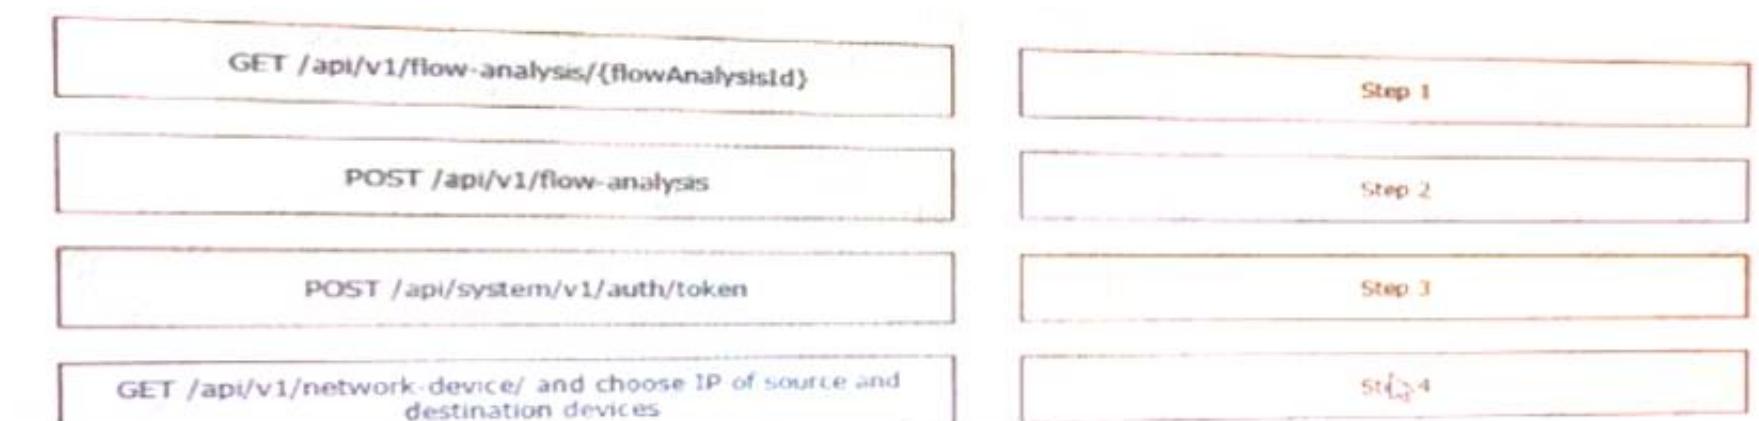 GET /api/v1/flow-analysis/{flowAnalysisId}
Step 1
POST /api/v1/flow-analysis
Step 2
POST /api/system/v1/auth/token
Step 3
GET /api/v1/network-device/ and choose IP of source and
destination devices
4